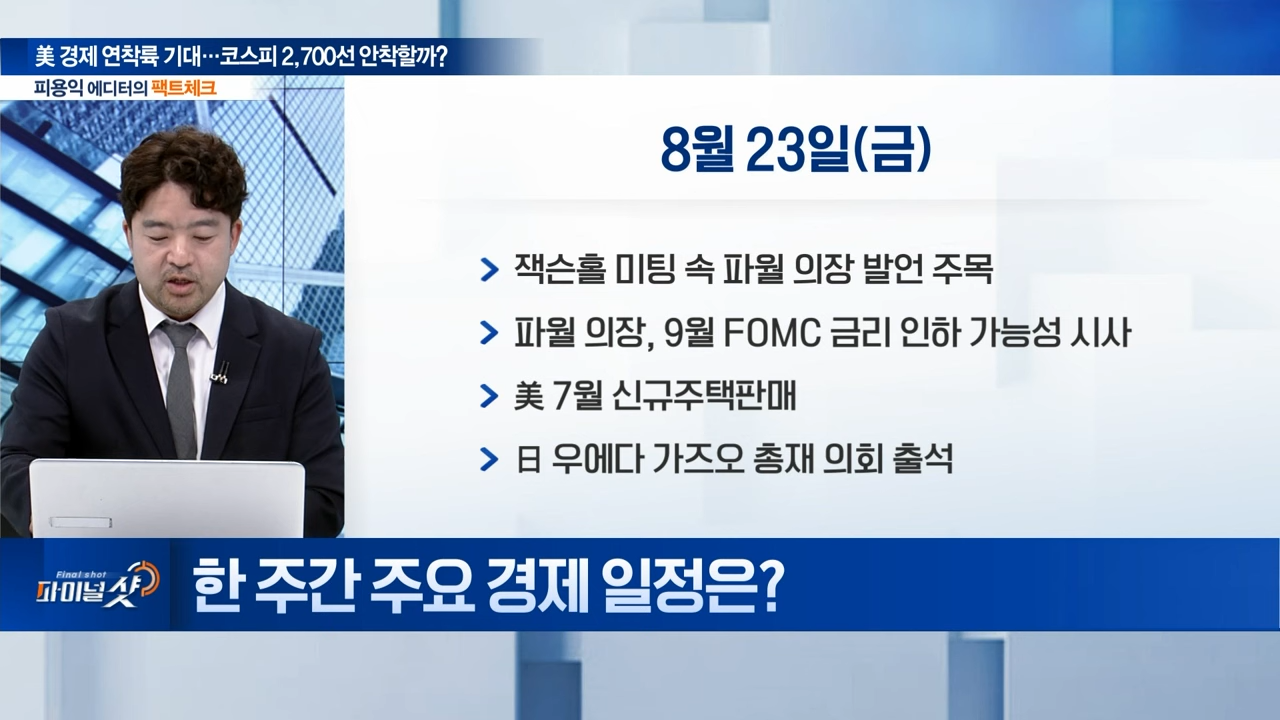 美 경제 연착륙 기대…코스피 2,700선 안착할까?
피용익 에디터의 팩트체크
8월 23일(금)
잭슨홀 미팅 속 파월 의장 발언 주목
파월 의장, 9월 FOMC 금리 인하 가능성 시사
美 7월 신규주택판매
日 우에다 가즈오 총재 의회 출석
Final shot
파이널샷
한 주간 주요 경제 일정은?